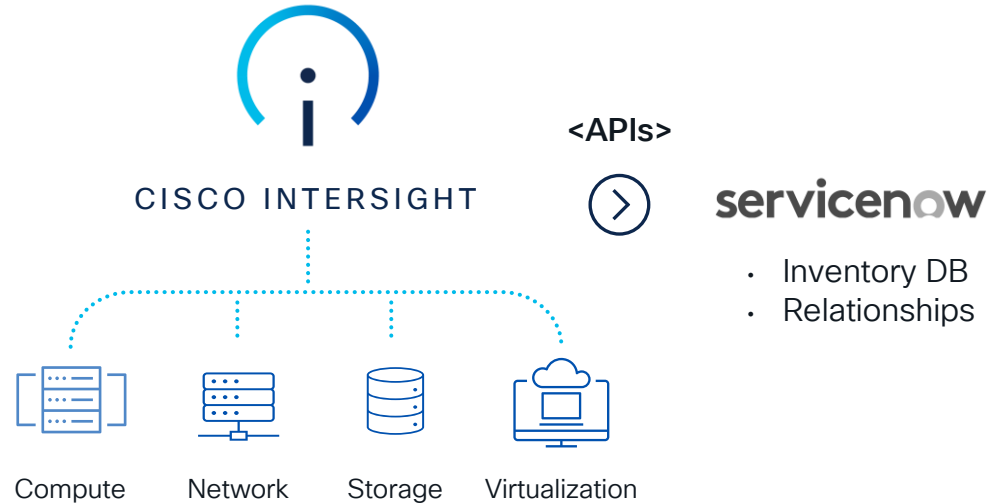 <APIs>
CISCO INTERSIGHT
servicenow
• Inventory DB
• Relationships
Compute Network Storage Virtualization